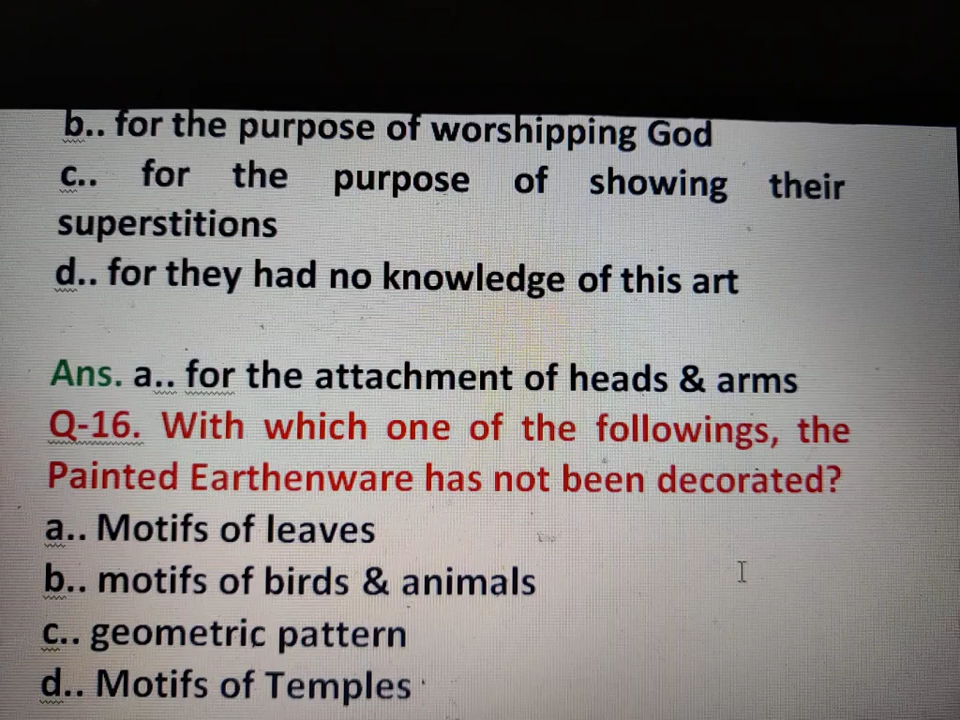 b.. for the purpose of worshipping God
c.. for the purpose of showing their
superstitions
d.. for they had no knowledge of this art
Ans. a.. for the attachment of heads & arms
Q-16. With which one of the followings, the
Painted Earthenware has not been decorated?
a.. Motifs of leaves
b.. motifs of birds & animals
c.. geometric pattern
d.. Motifs of Temples